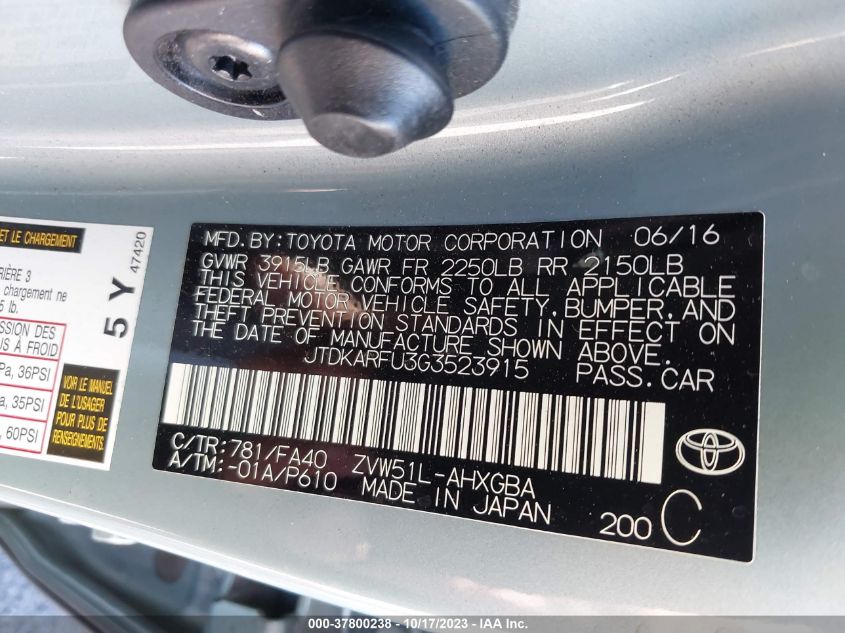 MFD. BY: TOYOTA MOTOR CORPORATION 06/16
GVWR 3915LB GAWR FR 2250LB RR 2150LB
THIS VEHICLE CONFORMS TO ALL APPLICABLE
FEDERAL MOTOR VEHICLE SAFETY, BUMPER, AND
THEFT PREVENTION STANDARDS IN EFFECT ON
THE DATE OF MANUFACTURE SHOWN ABOVE.
JTDKARFU3G3523915 PASS. CAR
C/TR: 781/FA40 ZVW51L-AHXGBA
A/TM: -01A/P610 MADE IN JAPAN
200 C
ET LE CHARGEMENT
RIÈRE 3
chargement ne
5 lb.
SSION DES
US À FROID
Pa, 36PSI
a, 35PSI
, 60PSI
VOIR LE MANUEL
DE L'USAGER
POUR PLUS DE
RENSEIGNEMENTS.
5 Y 47420
000-37800238 - 10/17/2023 - IAA Inc.